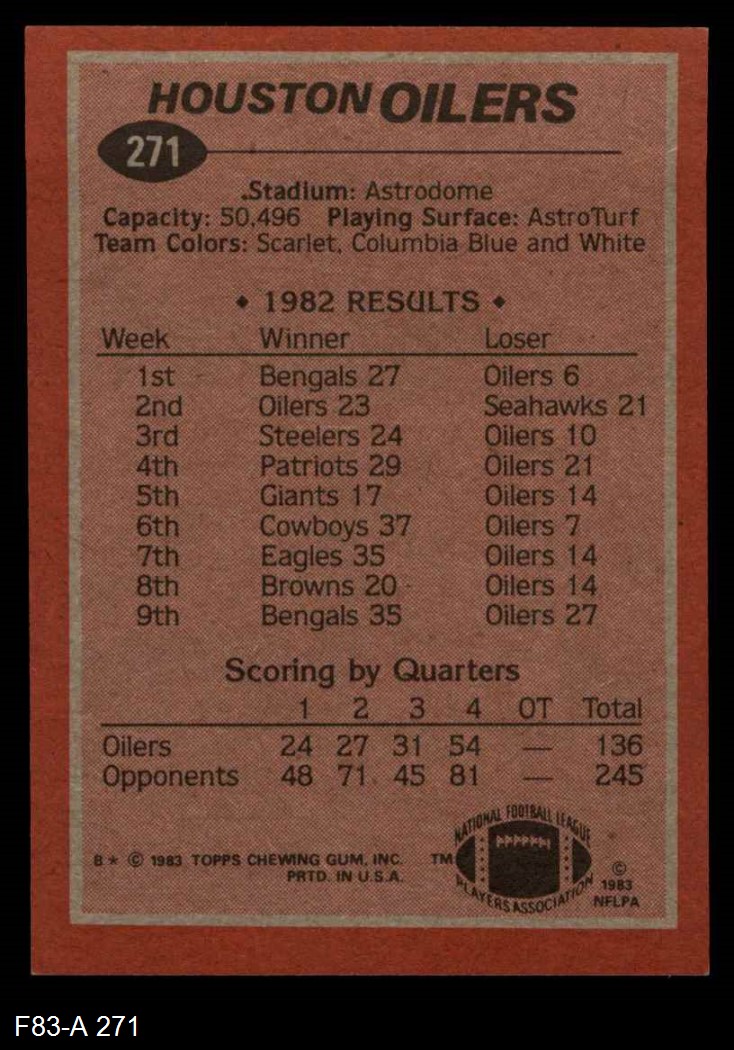 HOUSTON OILERS
271
Stadium: Astrodome
Capacity: 50,496 Playing Surface: AstroTurf
Team Colors: Scarlet, Columbia Blue and White
◆ 1982 RESULTS ◆
Week Winner Loser
1st Bengals 27 Oilers 6
2nd Oilers 23 Seahawks 21
3rd Steelers 24 Oilers 10
4th Patriots 29 Oilers 21
5th Giants 17 Oilers 14
6th Cowboys 37 Oilers 7
7th Eagles 35 Oilers 14
8th Browns 20 Oilers 14
9th Bengals 35 Oilers 27
Scoring by Quarters
1 2 3 4 OT Total
Oilers 24 27 31 54 — 136
Opponents 48 71 45 81 — 245
B* © 1983 TOPPS CHEWING GUM, INC.
PRTD. IN U.S.A.
TM
NATIONAL FOOTBALL LEAGUE
PLAYERS ASSOCIATION
©
1983
NFLPA
F83-A 271